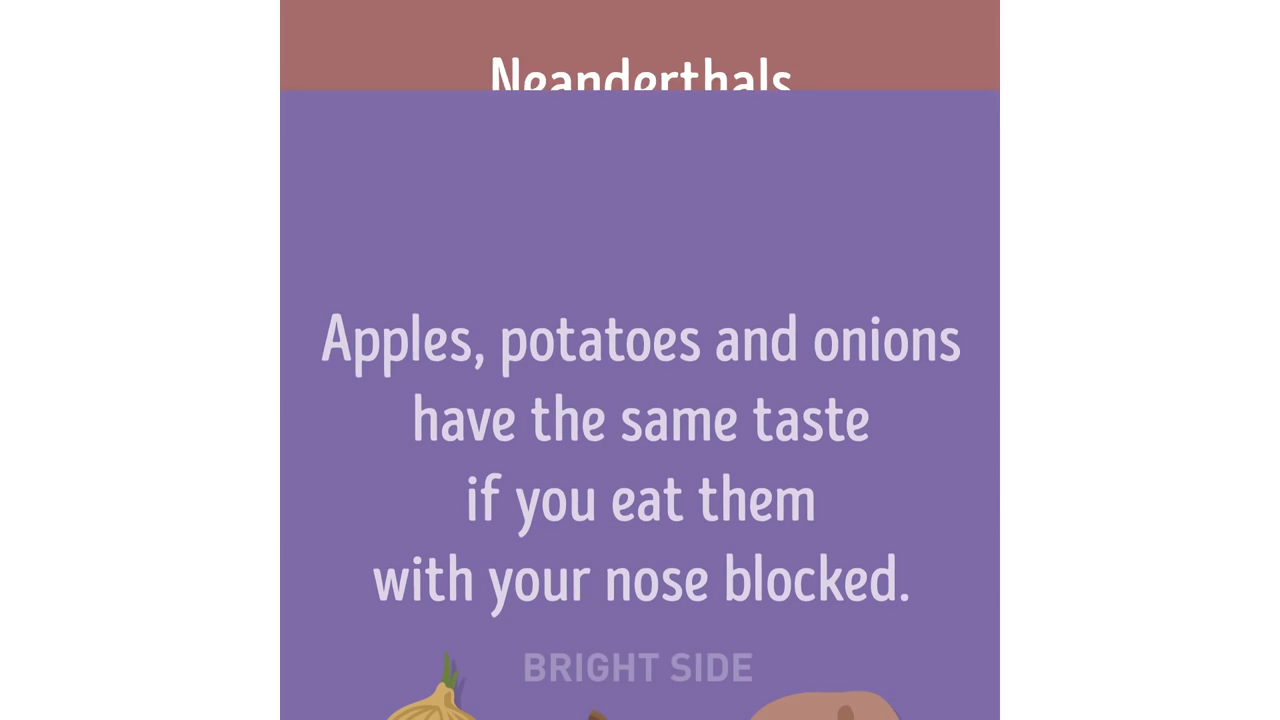 Neanderthals
Apples, potatoes and onions
have the same taste
if you eat them
with your nose blocked.
BRIGHT SIDE